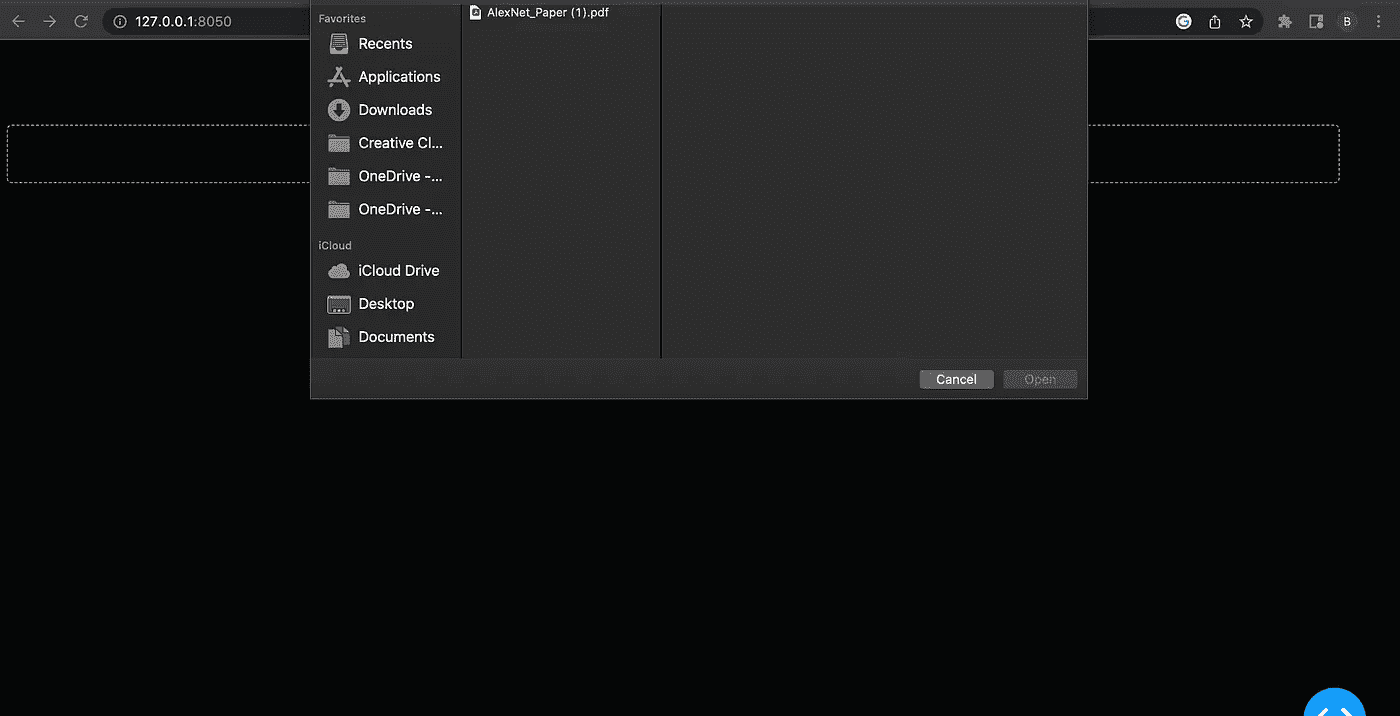 127.0.0.1:8050
B
Favorites
Recents
Applications
Downloads
Creative Cl...
OneDrive -...
OneDrive -...
iCloud
iCloud Drive
Desktop
Documents
AlexNet_Paper (1).pdf
Cancel
Open